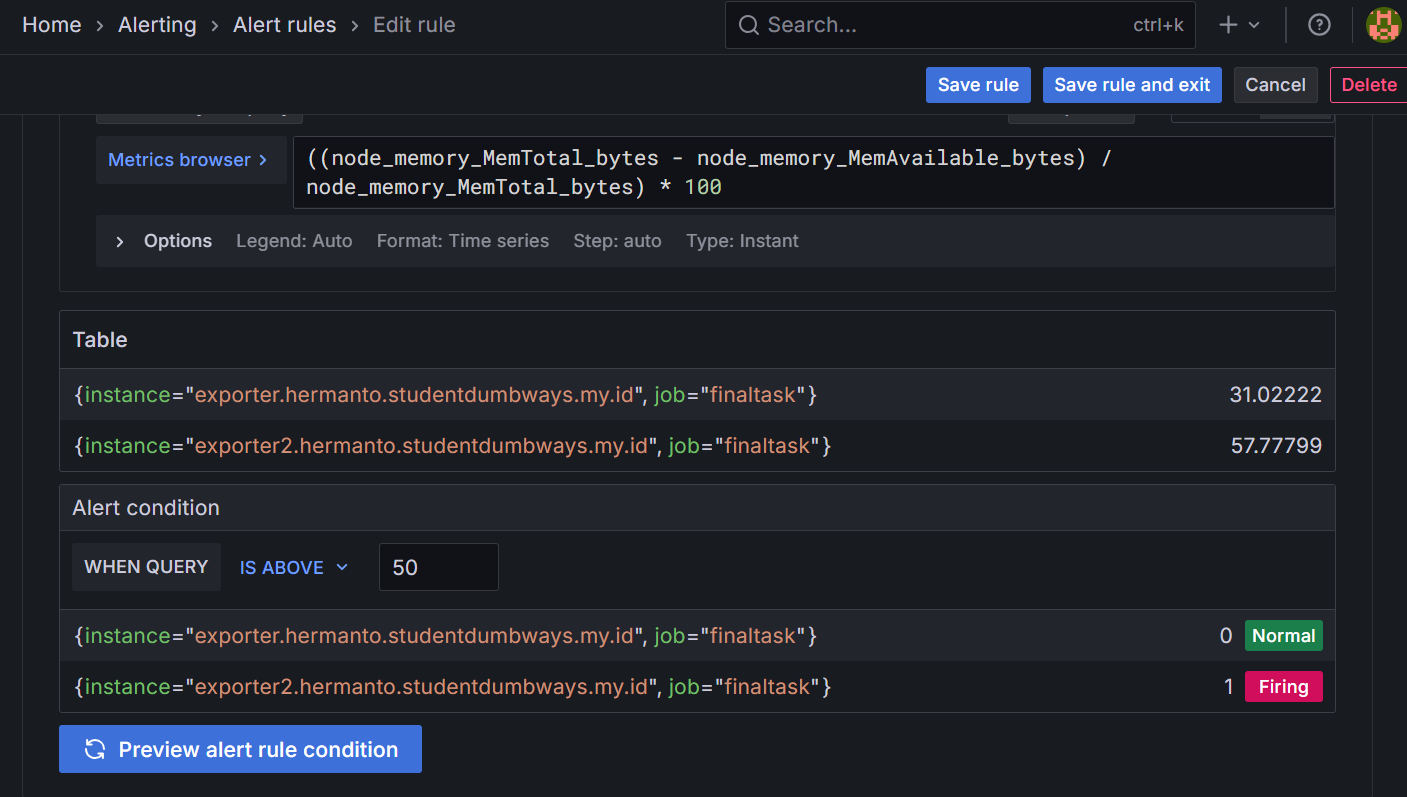 Home > Alerting > Alert rules > Edit rule Search... ctrl+k
Save rule Save rule and exit Cancel Delete
Metrics browser > ((node_memory_MemTotal_bytes - node_memory_MemAvailable_bytes) /
node_memory_MemTotal_bytes) * 100
> Options Legend: Auto Format: Time series Step: auto Type: Instant
Table
{instance="exporter.hermanto.studentdumbways.my.id", job="finaltask"} 31.02222
{instance="exporter2.hermanto.studentdumbways.my.id", job="finaltask"} 57.77799
Alert condition
WHEN QUERY IS ABOVE 50
{instance="exporter.hermanto.studentdumbways.my.id", job="finaltask"} 0 Normal
{instance="exporter2.hermanto.studentdumbways.my.id", job="finaltask"} 1 Firing
Preview alert rule condition